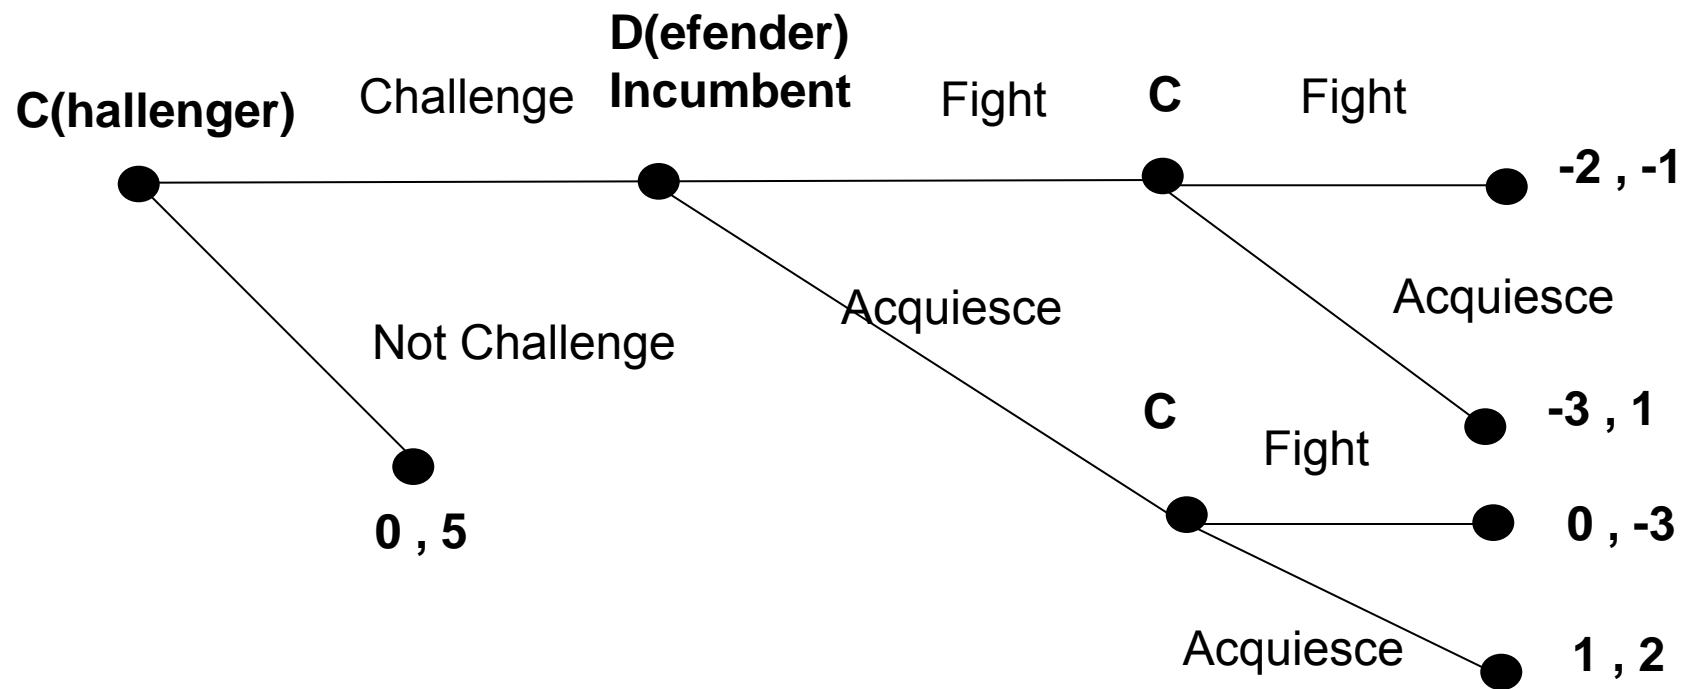 D(efender)
Incumbent
C(hallenger)
Challenge
Fight
C
Fight
-2 , -1
Acquiesce
Acquiesce
Not Challenge
C
-3 , 1
Fight
0 , 5
0 , -3
Acquiesce
1 , 2